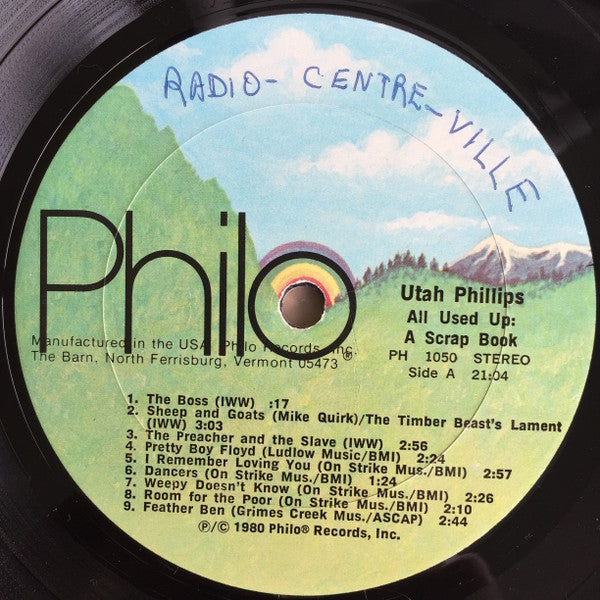 RADIO-CENTRE-VILLE
Philo®
Utah Phillips
All Used Up:
A Scrap Book
PH 1050 STEREO
Side A 21:04
Manufactured in the USA, Philo Records, Inc.
The Barn, North Ferrisburg, Vermont 05473
1. The Boss (IWW) :17
2. Sheep and Goats (Mike Quirk)/The Timber Beast's Lament
(IWW) 3:03
3. The Preacher and the Slave (IWW) 2:56
4. Pretty Boy Floyd (Ludlow Music/BMI) 2:24
5. I Remember Loving You (On Strike Mus./BMI) 2:57
6. Dancers (On Strike Mus./BMI) 1:24
7. Weepy Doesn't Know (On Strike Mus./BMI) 2:26
8. Room for the Poor (On Strike Mus./BMI) 2:10
9. Feather Ben (Grimes Creek Mus./ASCAP) 2:44
℗/© 1980 Philo® Records, Inc.